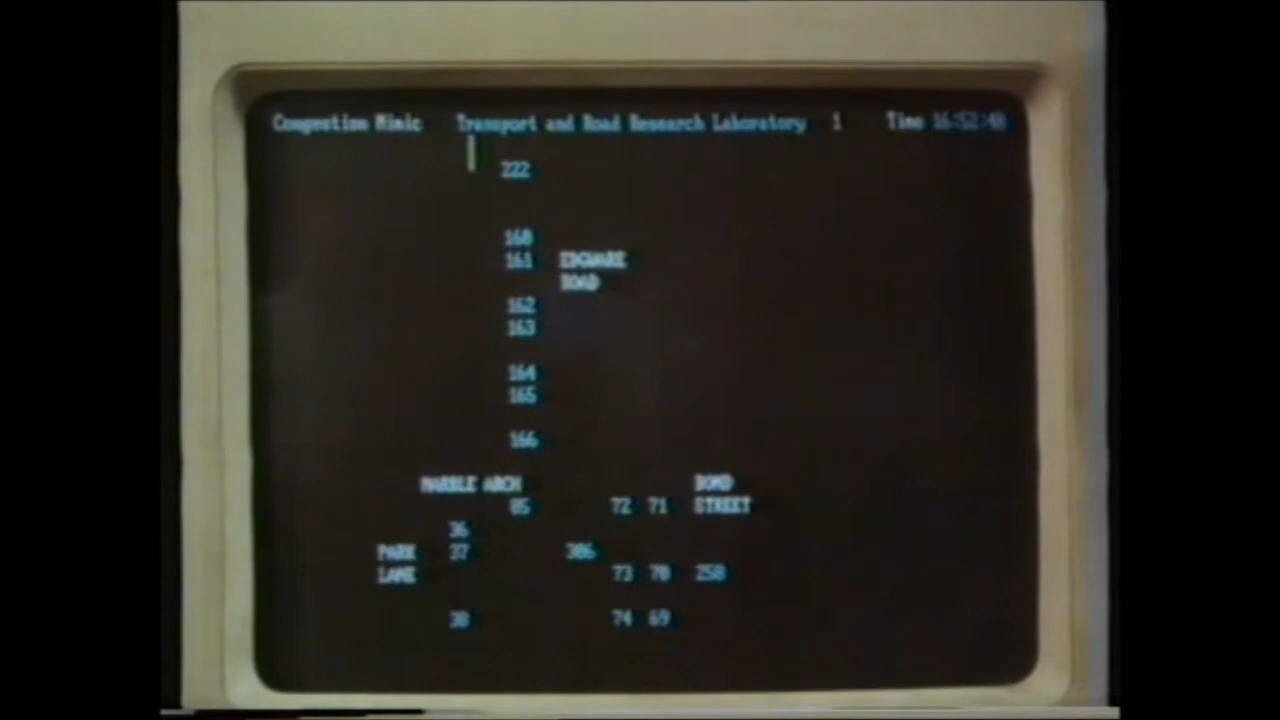 Congestion Mimic Transport and Road Research Laboratory 1 Time 16:52:48
222
160
161 EDGWARE
ROAD
162
163
164
165
166
MARBLE ARCH BOND
85 72 71 STREET
36
PARK 37 306
LANE 73 70 258
38
74 69